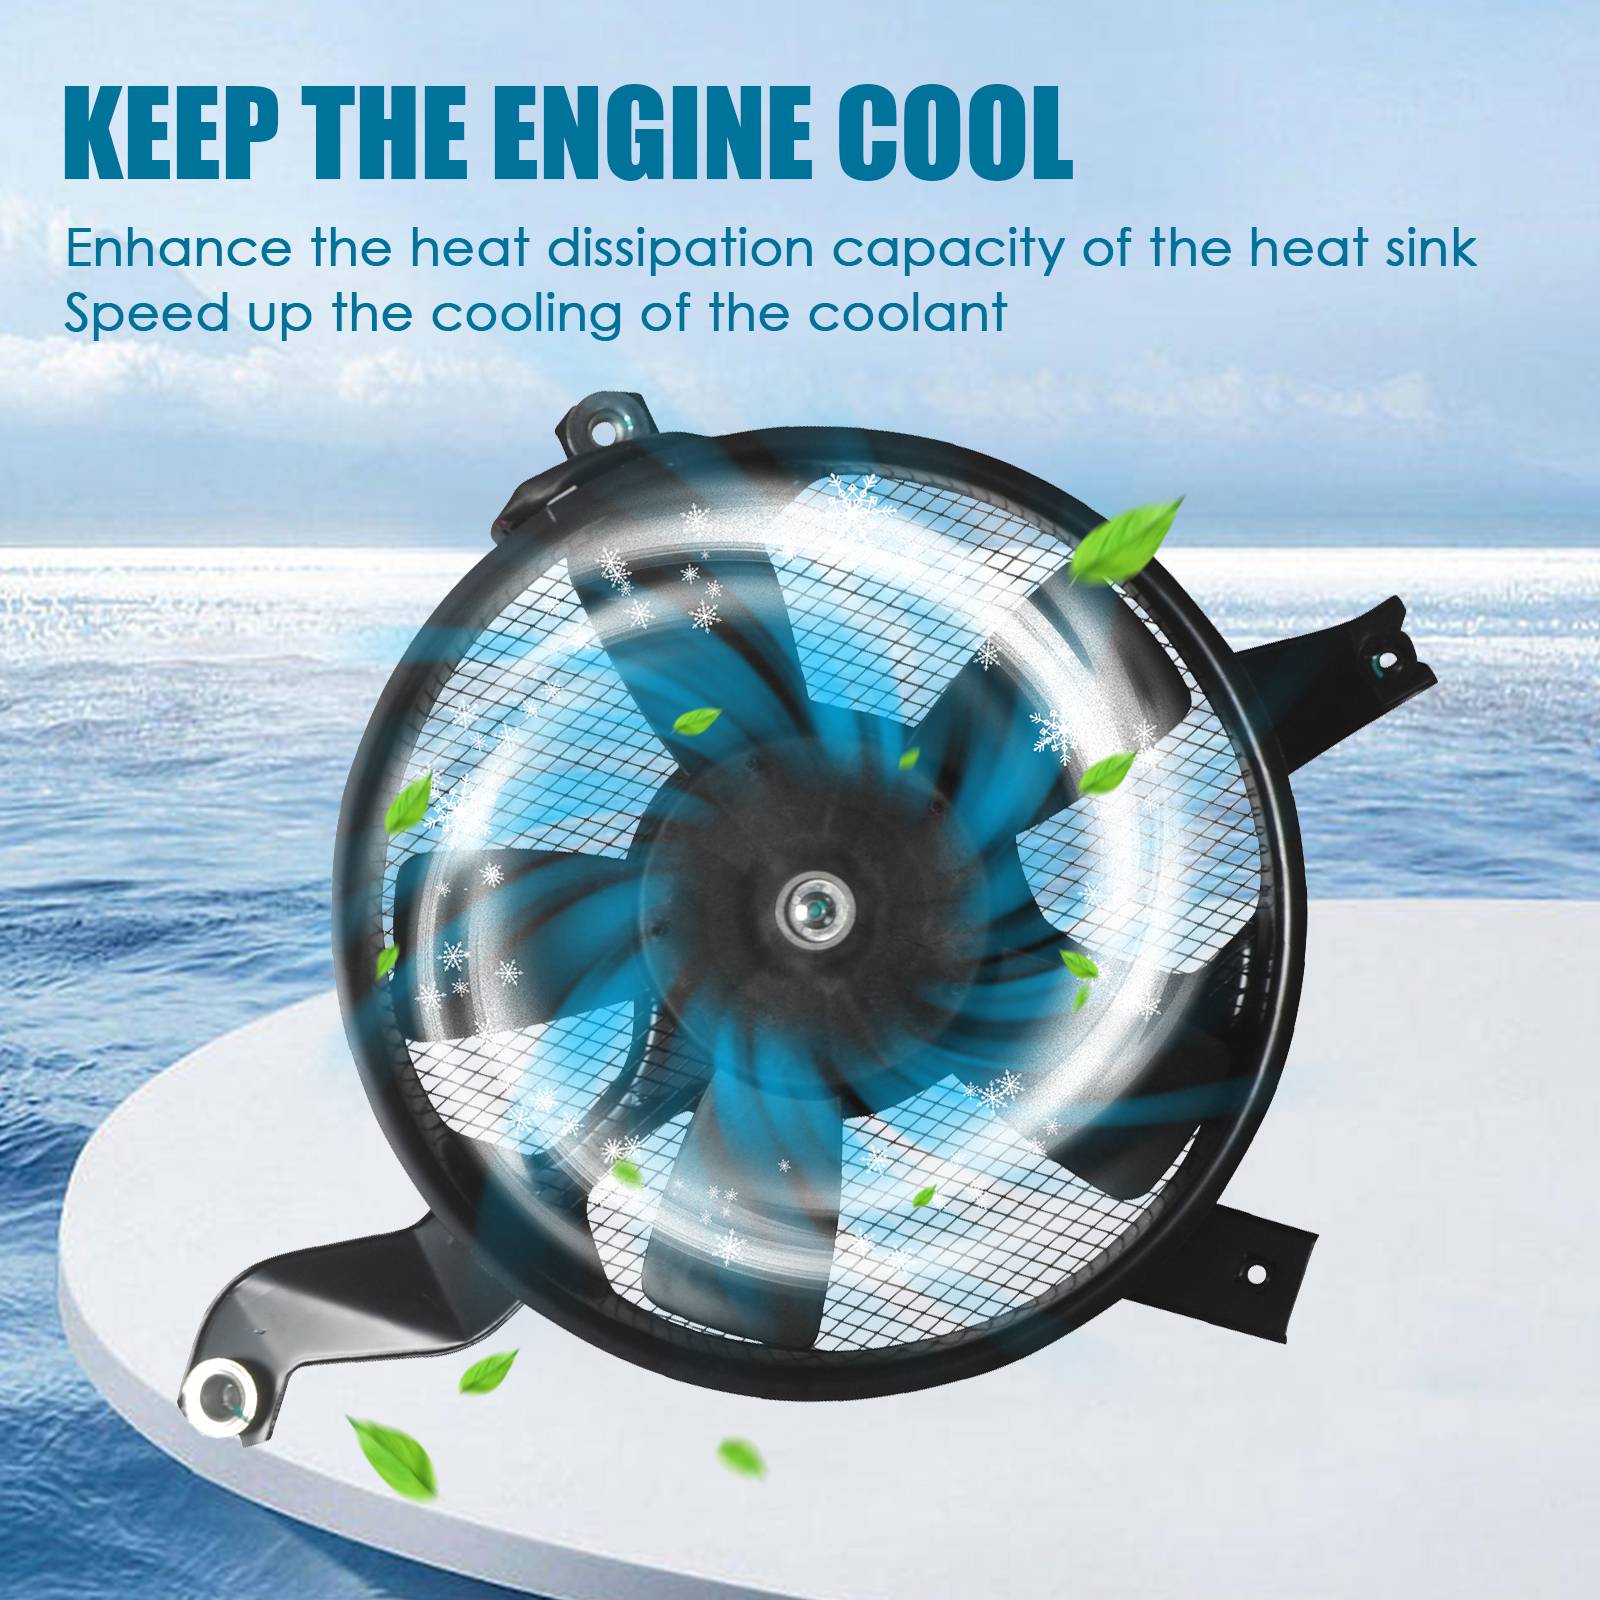 KEEP THE ENGINE COOL
Enhance the heat dissipation capacity of the heat sink
Speed up the cooling of the coolant